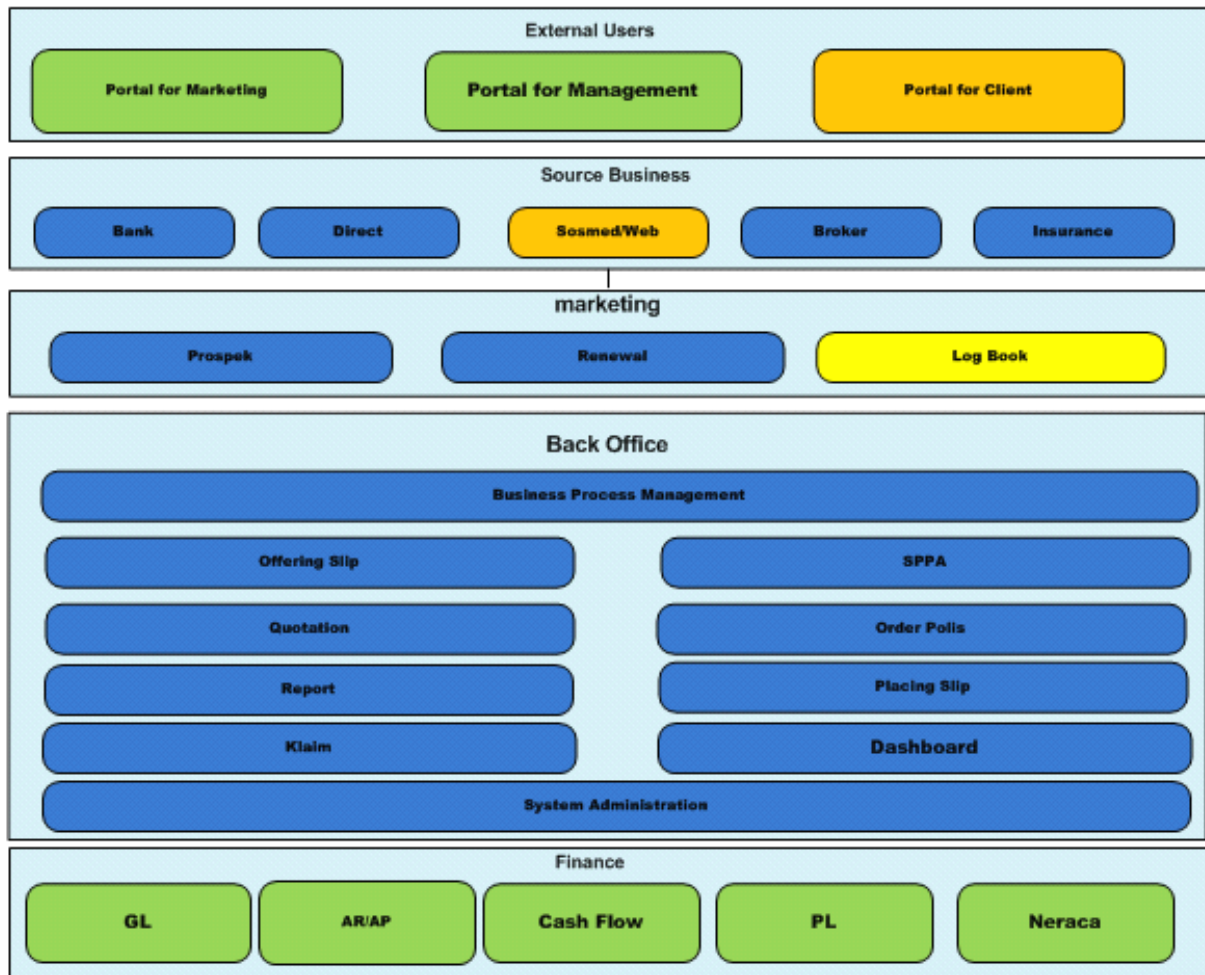 External Users
Portal for Marketing
Portal for Management
Portal for Client
Source Business
Bank
Direct
Sosmed/Web
Broker
Insurance
marketing
Prospek
Renewal
Log Book
Back Office
Business Process Management
Offering Slip
SPPA
Quotation
Order Polis
Report
Placing Slip
Klaim
Dashboard
System Administration
Finance
GL
AR/AP
Cash Flow
PL
Neraca